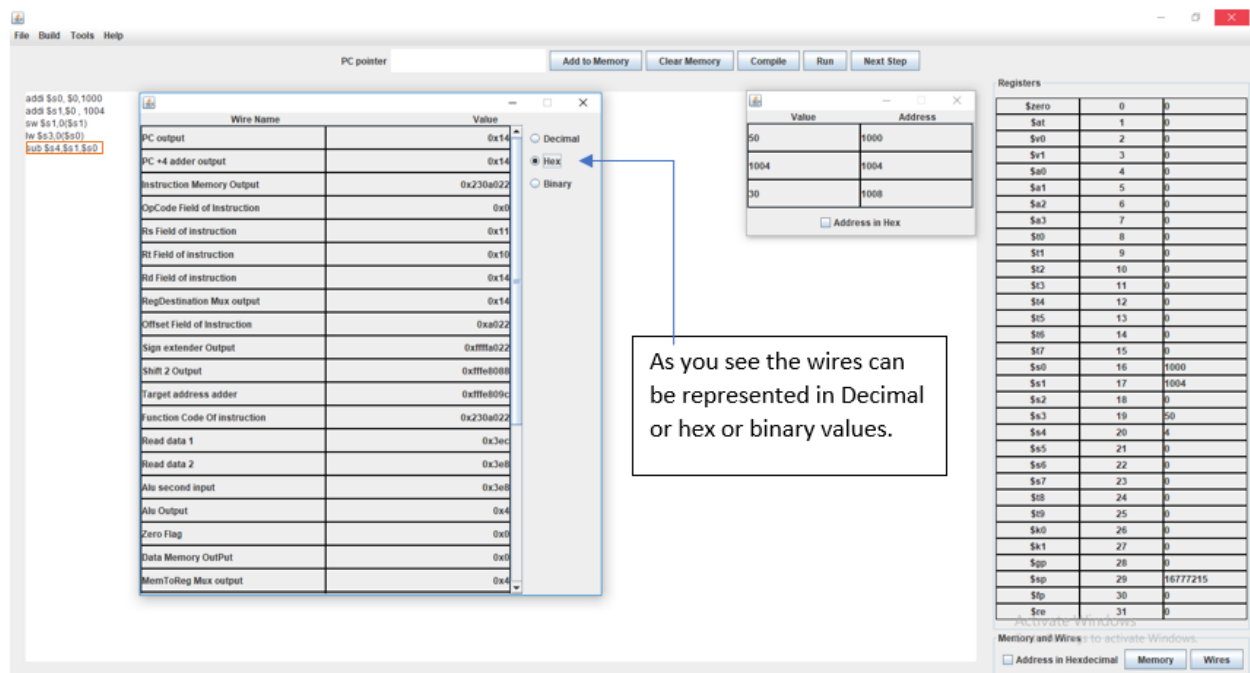 File Build Tools Help
PC pointer Add to Memory Clear Memory Compile Run Next Step
addi $s0, $0,1000
addi $s1,$0 , 1004
sw $s1,0($s1)
lw $s3,0($s0)
sub $s4,$s1,$s0
Wire Name Value
PC output 0x14
PC +4 adder output 0x14
Instruction Memory Output 0x230a022
OpCode Field of Instruction 0x0
Rs Field of instruction 0x11
Rt Field of instruction 0x10
Rd Field of instruction 0x14
RegDestination Mux output 0x14
Offset Field of Instruction 0xa022
Sign extender Output 0xffffa022
Shift 2 Output 0xfffe8088
Target address adder 0xfffe809c
Function Code Of instruction 0x230a022
Read data 1 0x3ec
Read data 2 0x3e8
Alu second input 0x3e8
Alu Output 0x4
Zero Flag 0x0
Data Memory OutPut 0x0
MemToReg Mux output 0x4
Decimal
Hex
Binary
Value Address
50 1000
1004 1004
30 1008
Address in Hex
As you see the wires can
be represented in Decimal
or hex or binary values.
Registers
$zero 0 0
$at 1 0
$v0 2 0
$v1 3 0
$a0 4 0
$a1 5 0
$a2 6 0
$a3 7 0
$t0 8 0
$t1 9 0
$t2 10 0
$t3 11 0
$t4 12 0
$t5 13 0
$t6 14 0
$t7 15 0
$s0 16 1000
$s1 17 1004
$s2 18 0
$s3 19 50
$s4 20 4
$s5 21 0
$s6 22 0
$s7 23 0
$t8 24 0
$t9 25 0
$k0 26 0
$k1 27 0
$gp 28 0
$sp 29 16777215
$fp 30 0
$re 31 0
Activate Windows
Memory and Wires
gs to activate Windows.
Address in Hexdecimal Memory Wires